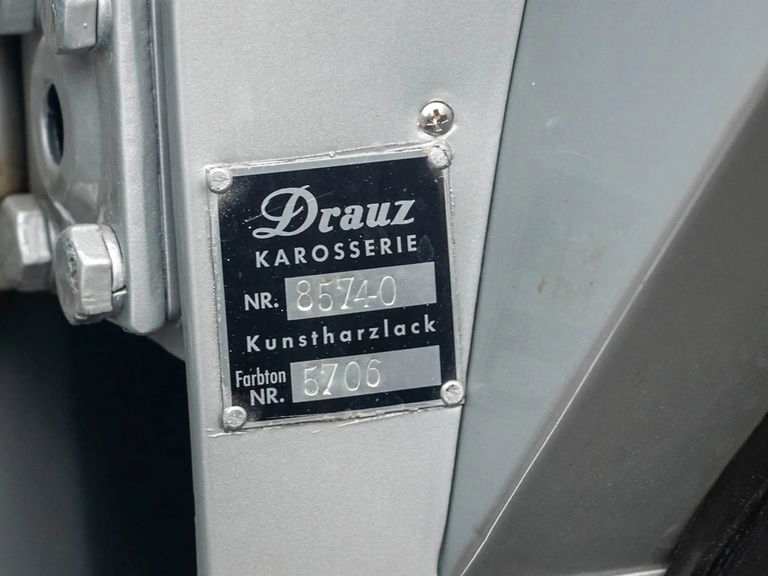 Drauz
KAROSSERIE
NR. 85740
Kunstharzlack
Farbton NR. 5706